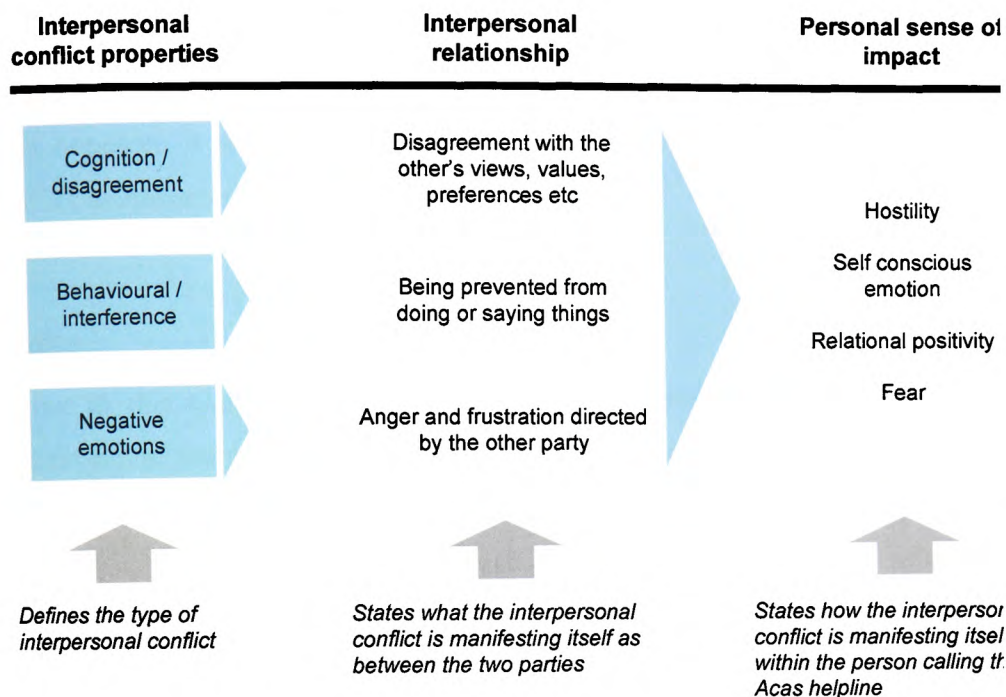 Interpersonal
conflict properties
Interpersonal
relationship
Personal sense of
impact
Cognition /
disagreement
Disagreement with the
other's views, values,
preferences etc
Behavioural /
interference
Being prevented from
doing or saying things
Negative
emotions
Anger and frustration directed
by the other party
Hostility
Self conscious
emotion
Relational positivity
Fear
Defines the type of
interpersonal conflict
States what the interpersonal
conflict is manifesting itself as
between the two parties
States how the interperson
conflict is manifesting itsel
within the person calling th
Acas helpline